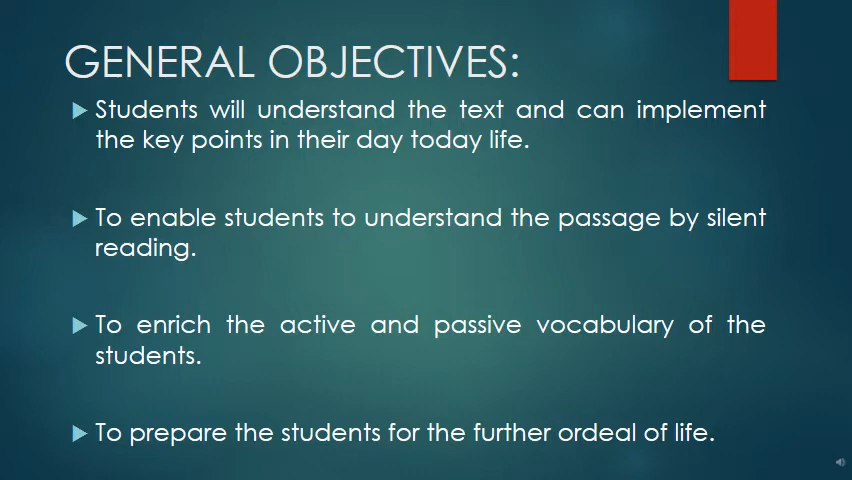 GENERAL OBJECTIVES:
Students will understand the text and can implement
the key points in their day today life.
To enable students to understand the passage by silent
reading.
To enrich the active and passive vocabulary of the
students.
To prepare the students for the further ordeal of life.